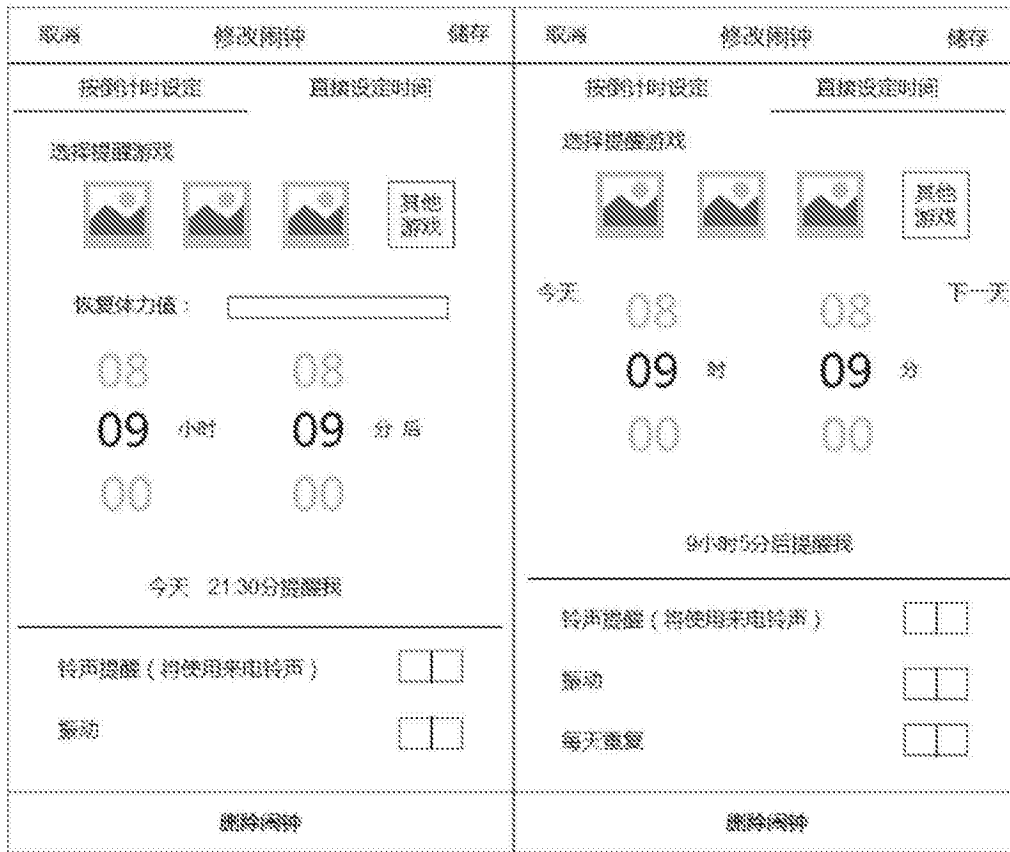 取消 修改闹钟 储存
按倒计时设定 直接设定时间
选择提醒游戏
其他
游戏
恢复体力值：
08 08
09 小时 09 分 后
00 00
今天 21:30分提醒我
铃声提醒（将使用来电铃声）
振动
删除闹钟
取消 修改闹钟 储存
按倒计时设定 直接设定时间
选择提醒游戏
其他
游戏
今天 下一天
08 08
09 时 09 分
00 00
9小时5分后提醒我
铃声提醒（将使用来电铃声）
振动
每天重复
删除闹钟